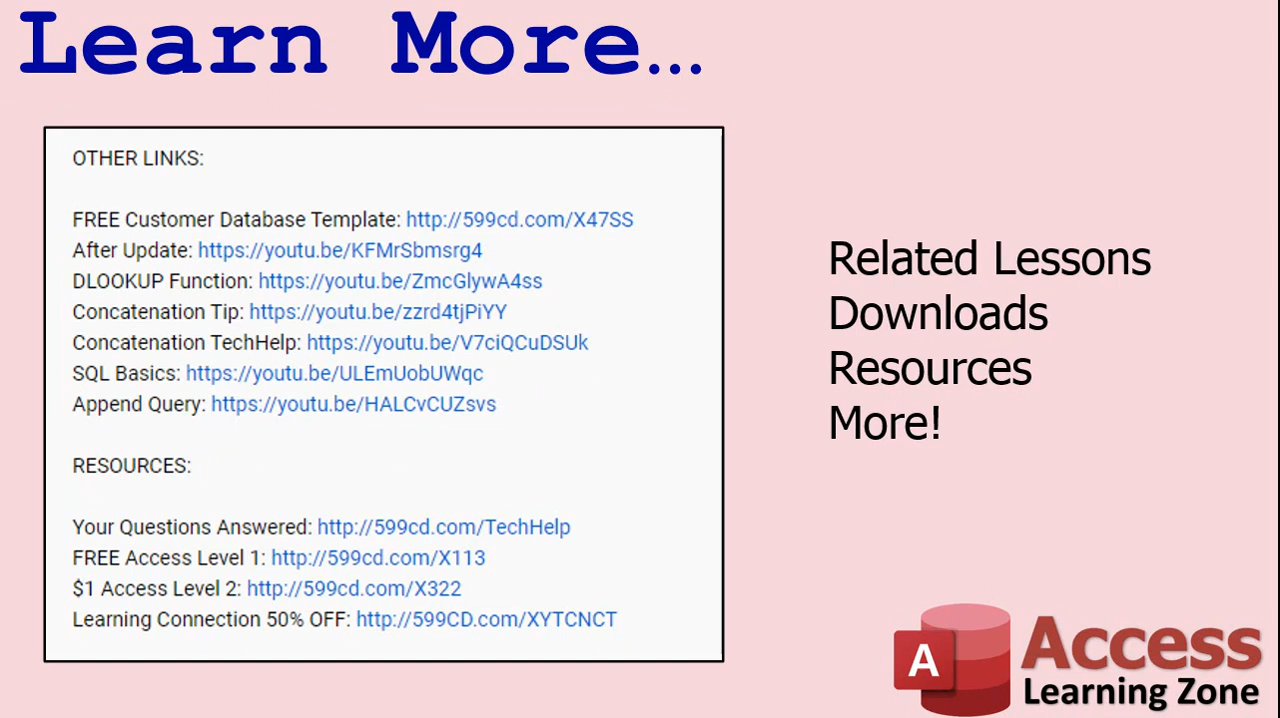 Learn More...
OTHER LINKS:
FREE Customer Database Template: http://599cd.com/X47SS
After Update: https://youtu.be/KFMrSbmsrg4
DLOOKUP Function: https://youtu.be/ZmcGlywA4ss
Concatenation Tip: https://youtu.be/zzrd4tjPiYY
Concatenation TechHelp: https://youtu.be/V7ciQCuDSUk
SQL Basics: https://youtu.be/ULEmUobUWqc
Append Query: https://youtu.be/HALCvCUZsvs
RESOURCES:
Your Questions Answered: http://599cd.com/TechHelp
FREE Access Level 1: http://599cd.com/X113
$1 Access Level 2: http://599cd.com/X322
Learning Connection 50% OFF: http://599CD.com/XYTCNCT
Related Lessons
Downloads
Resources
More!
A
Access
Learning Zone